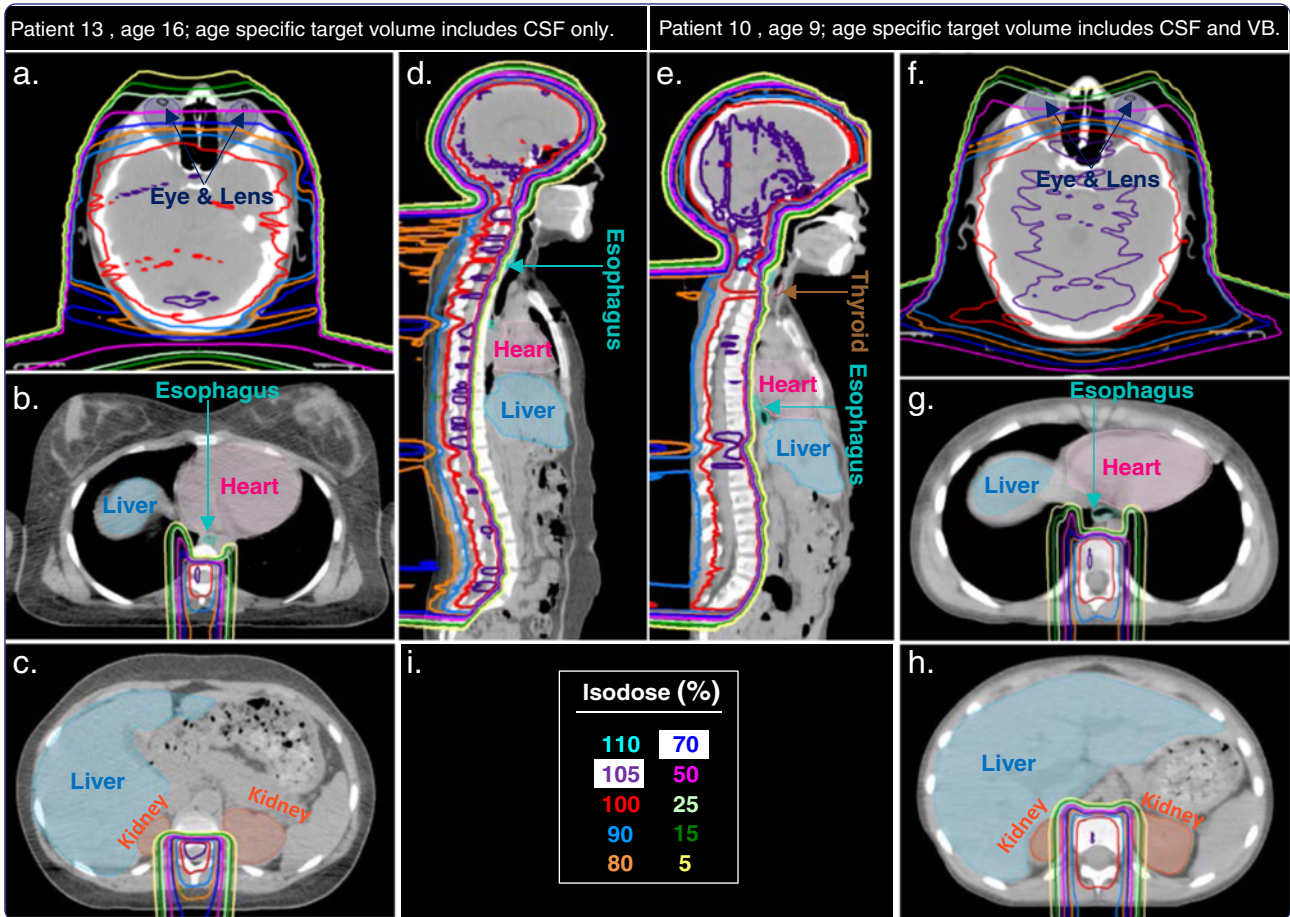 Patient 13 , age 16; age specific target volume includes CSF only.
Patient 10 , age 9; age specific target volume includes CSF and VB.
a.
Eye & Lens
b.
Esophagus
Liver
Heart
c.
Liver
Kidney
Kidney
d.
Esophagus
Heart
Liver
e.
Thyroid
Heart
Esophagus
Liver
f.
Eye & Lens
g.
Esophagus
Liver
Heart
h.
Liver
Kidney
Kidney
i.
Isodose (%)
110 70
105 50
100 25
90 15
80 5